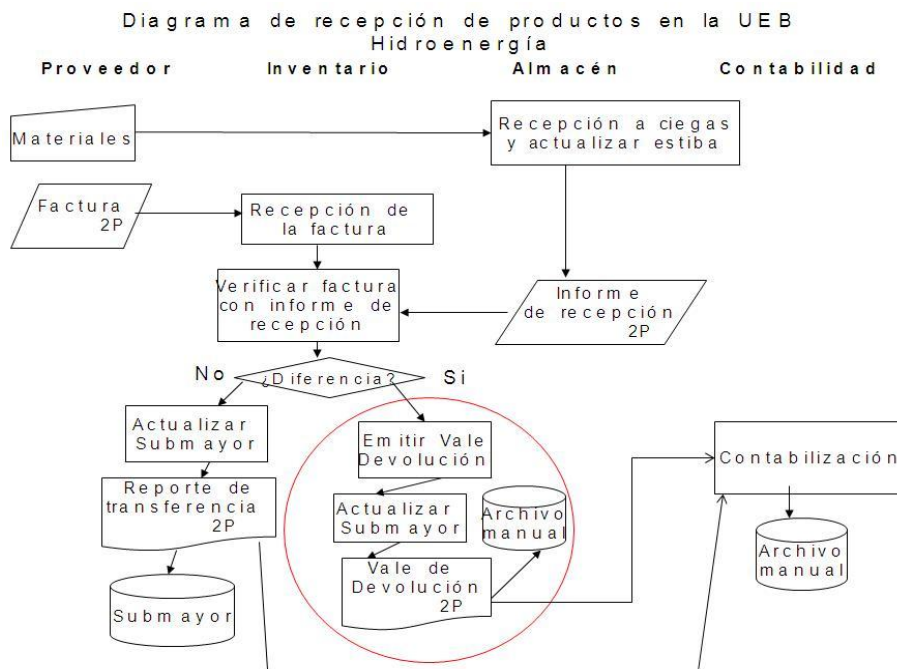 Diagrama de recepción de productos en la UEB
Hidroenergía
Proveedor Inventario Almacén Contabilidad
Materiales
Recepción a ciegas
y actualizar estiba
Factura
2P
Recepción de
la factura
Verificar factura
con informe de
recepción
Informe
de recepción
2P
No ¿Diferencia? Si
Actualizar
Submayor
Emitir Vale
Devolución
Contabilización
Reporte de
transferencia
2P
Actualizar
Submayor
Archivo
manual
Vale de
Devolución
2P
Archivo
manual
Submayor